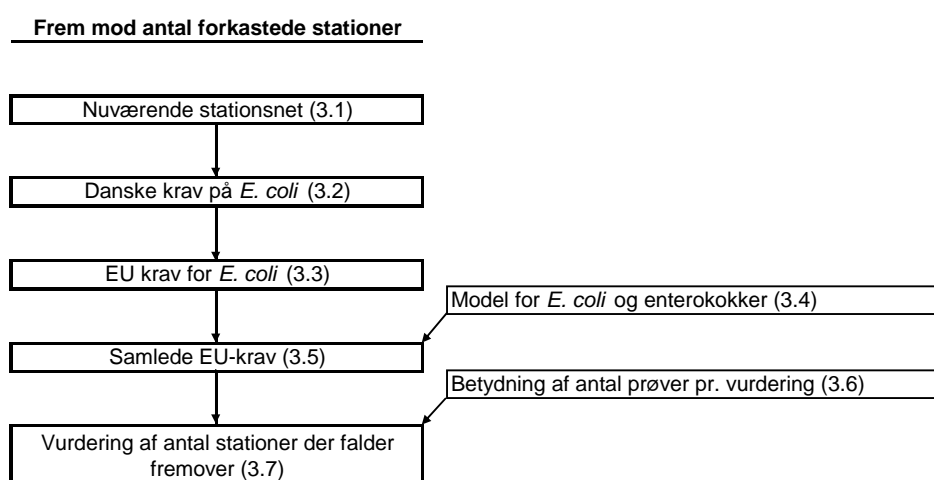 Frem mod antal forkastede stationer
Nuværende stationsnet (3.1)
Danske krav på E. coli (3.2)
EU krav for E. coli (3.3)
Model for E. coli og enterokokker (3.4)
Samlede EU-krav (3.5)
Betydning af antal prøver pr. vurdering (3.6)
Vurdering af antal stationer der falder
fremover (3.7)